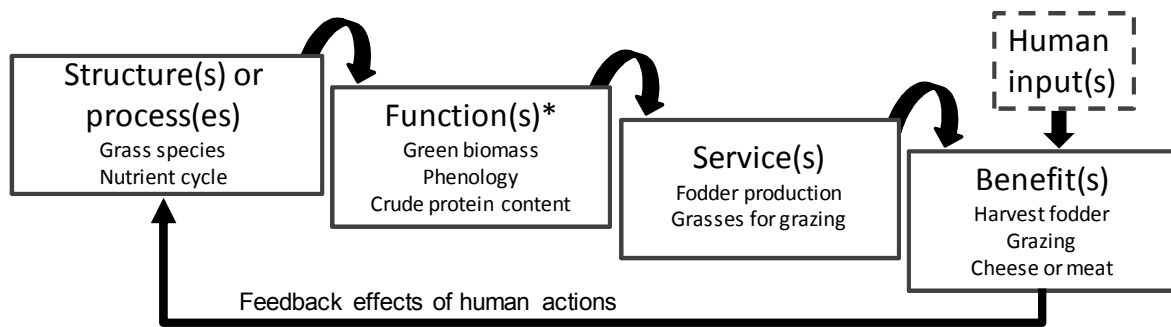 Structure(s) or
process(es)
Grass species
Nutrient cycle
Function(s)*
Green biomass
Phenology
Crude protein content
Service(s)
Fodder production
Grasses for grazing
Human
input(s)
Benefit(s)
Harvest fodder
Grazing
Cheese or meat
Feedback effects of human actions